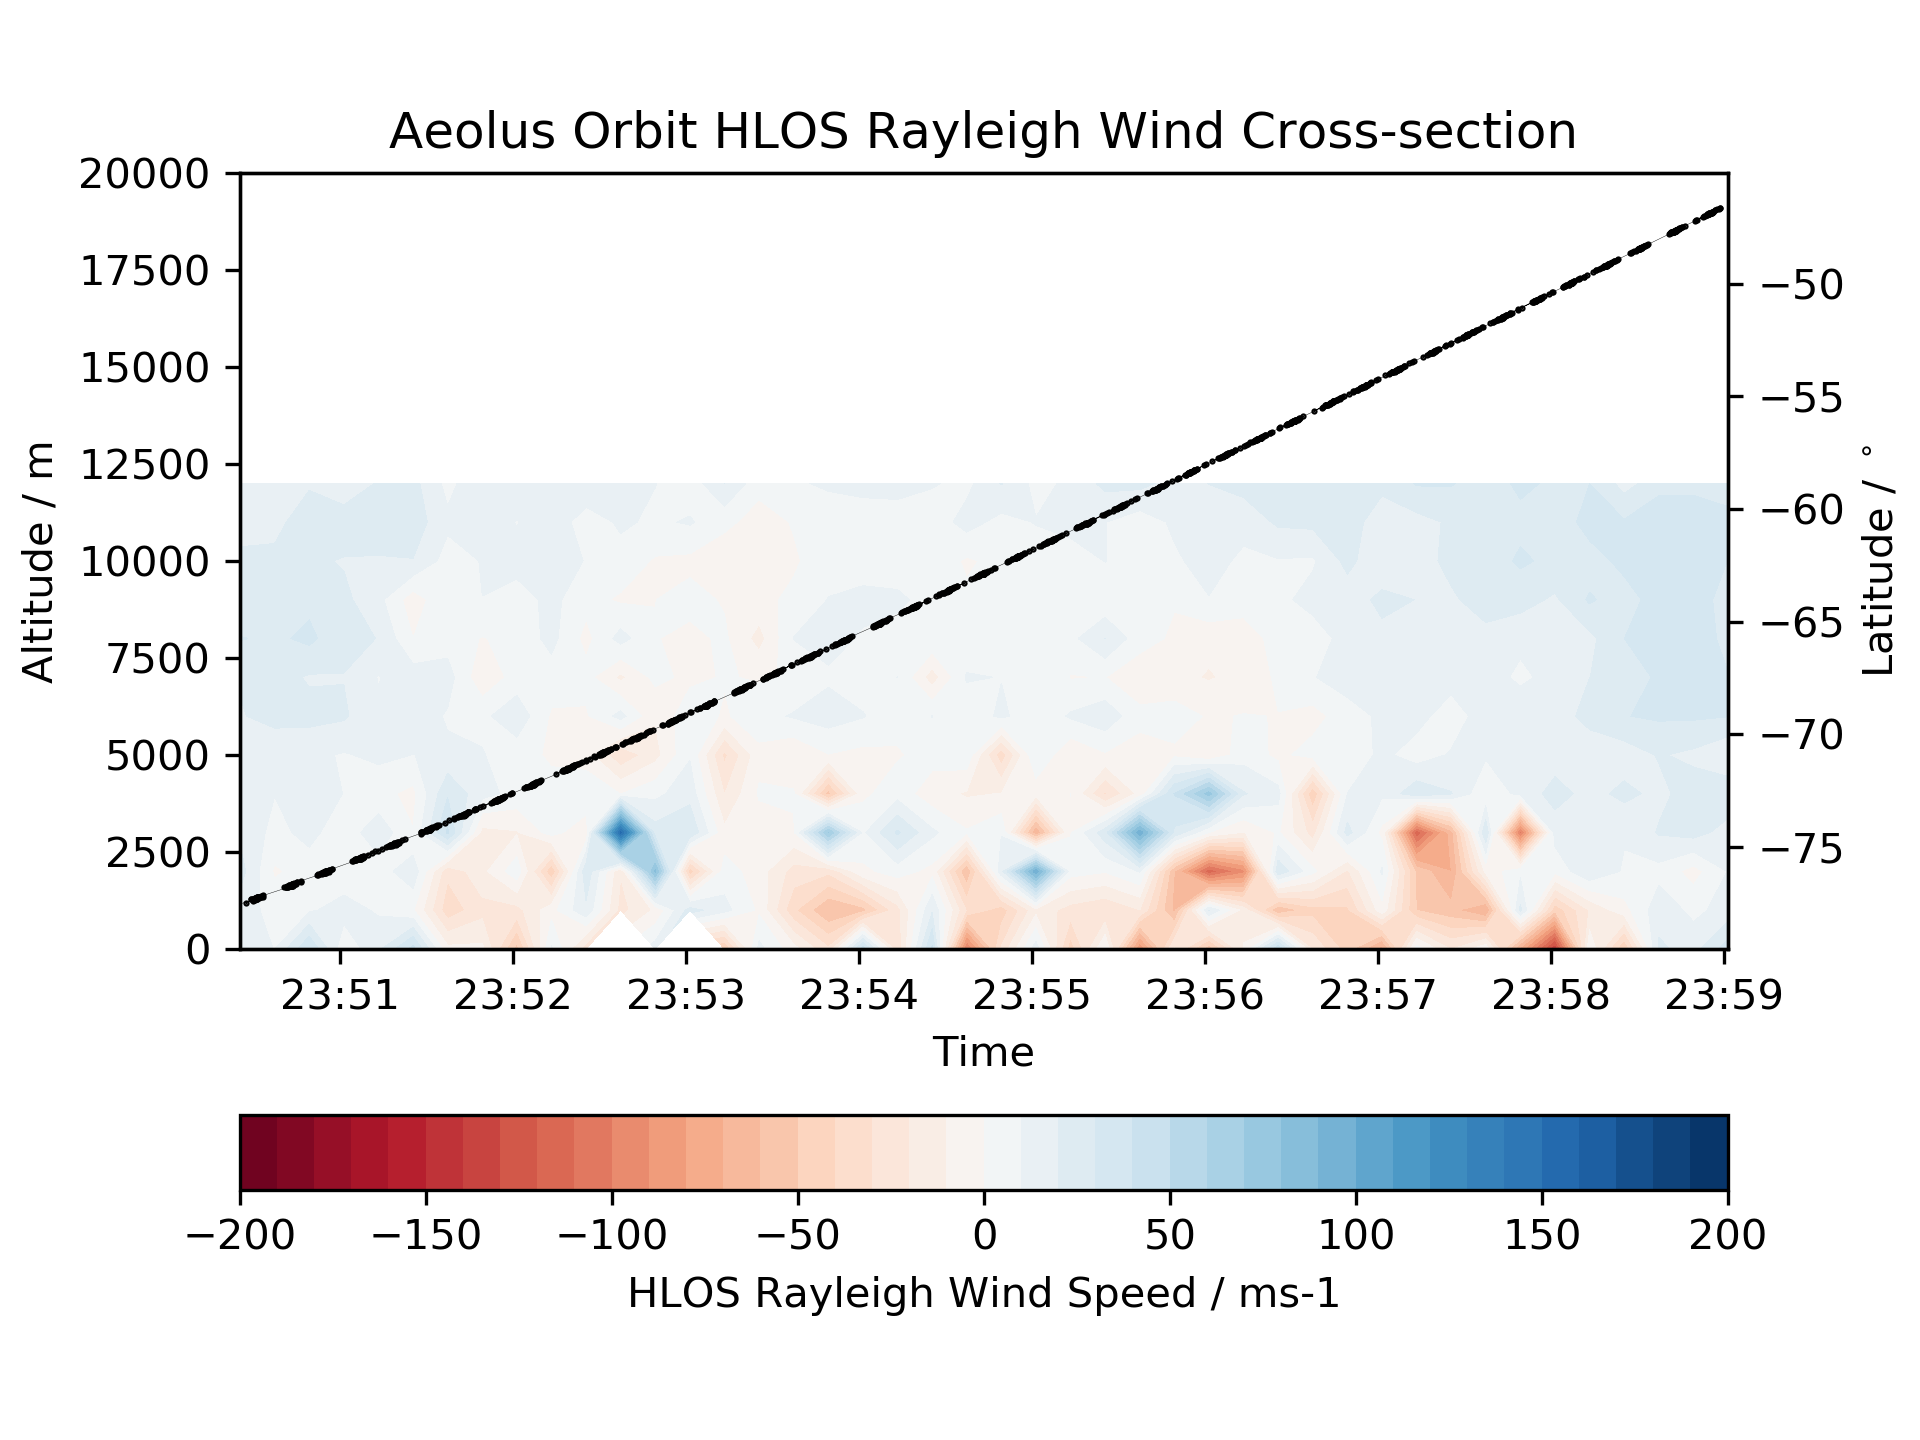 Aeolus Orbit HLOS Rayleigh Wind Cross-section
20000
17500
15000
12500
10000
7500
5000
2500
0
Altitude / m
−50
−55
−60
−65
−70
−75
Latitude / °
23:51 23:52 23:53 23:54 23:55 23:56 23:57 23:58 23:59
Time
−200 −150 −100 −50 0 50 100 150 200
HLOS Rayleigh Wind Speed / ms-1